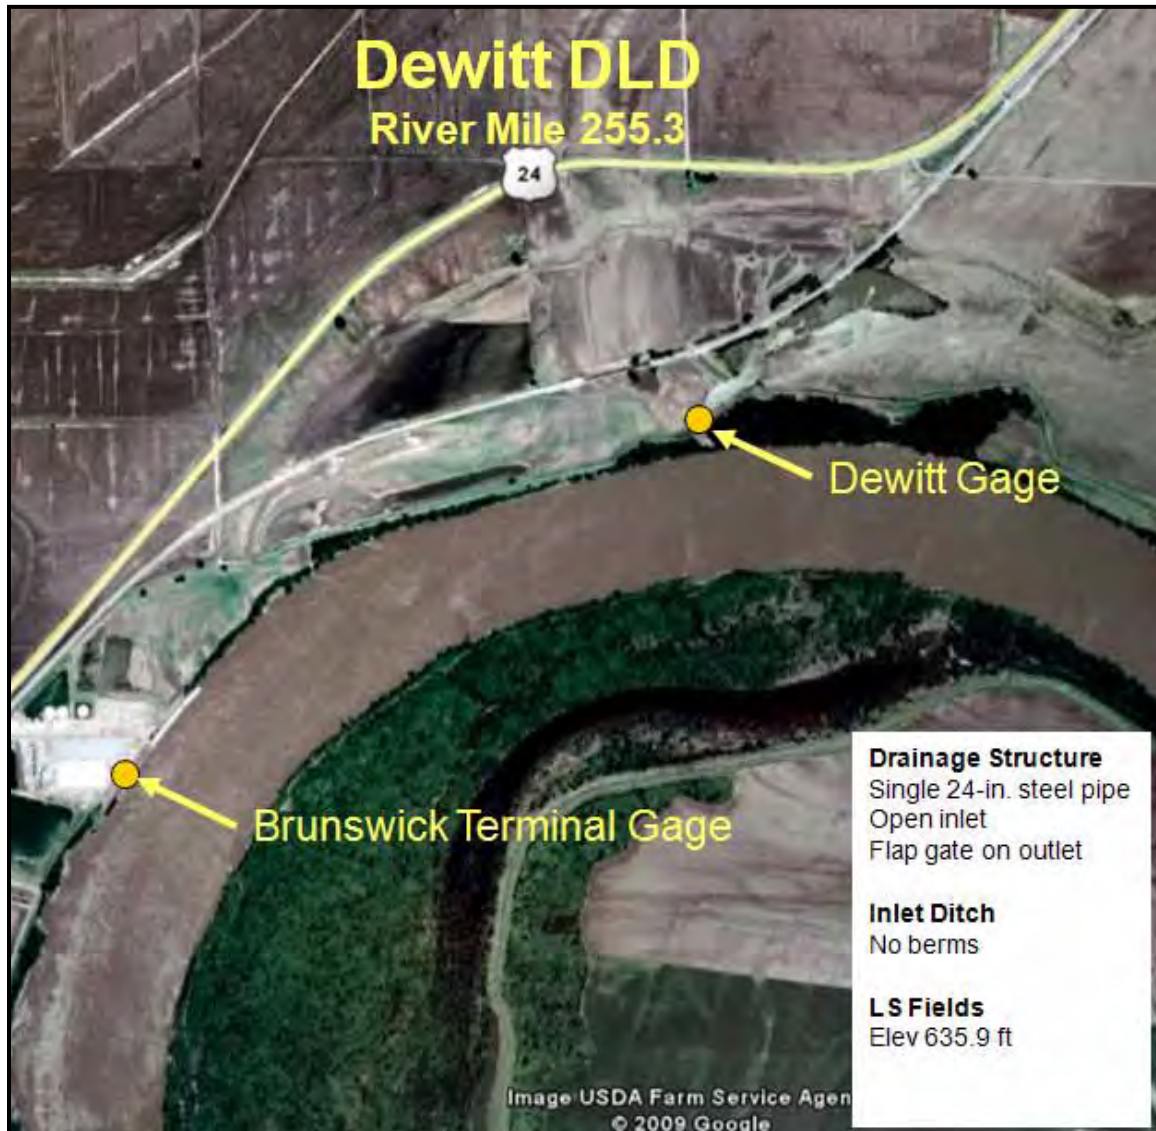 Dewitt DLD
River Mile 255.3
24
Dewitt Gage
Brunswick Terminal Gage
Drainage Structure
Single 24-in. steel pipe
Open inlet
Flap gate on outlet
Inlet Ditch
No berms
LS Fields
Elev 635.9 ft
Image USDA Farm Service Agen
© 2009 Google